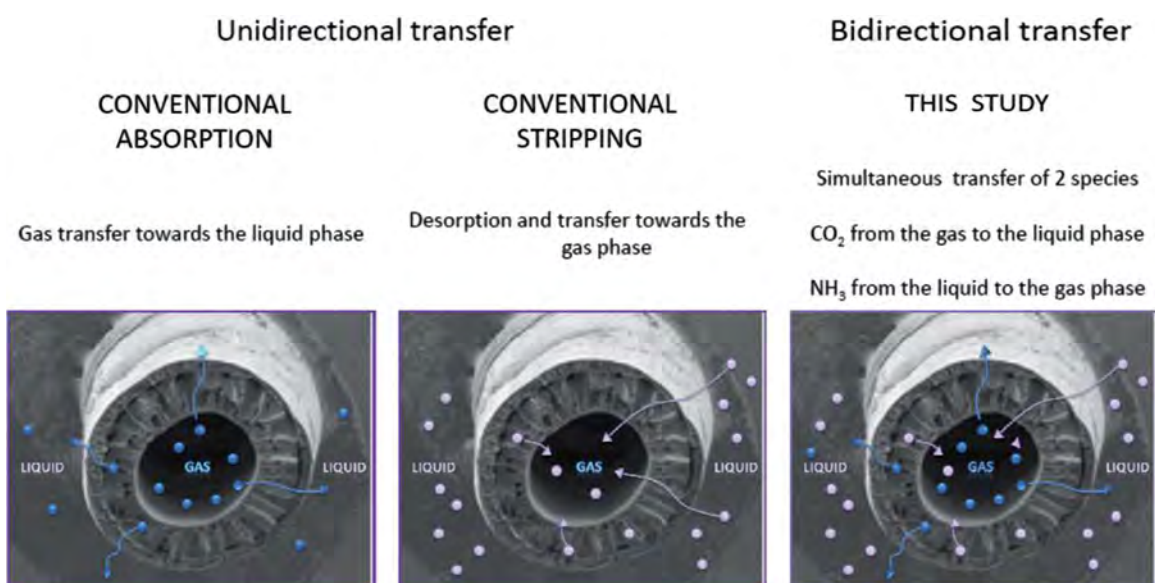 Unidirectional transfer
Bidirectional transfer
CONVENTIONAL
ABSORPTION
CONVENTIONAL
STRIPPING
THIS STUDY
Gas transfer towards the liquid phase
Desorption and transfer towards the
gas phase
Simultaneous transfer of 2 species
CO₂ from the gas to the liquid phase
NH₃ from the liquid to the gas phase
LIQUID
GAS
LIQUID
GAS
LIQUID
LIQUID
GAS
LIQUID